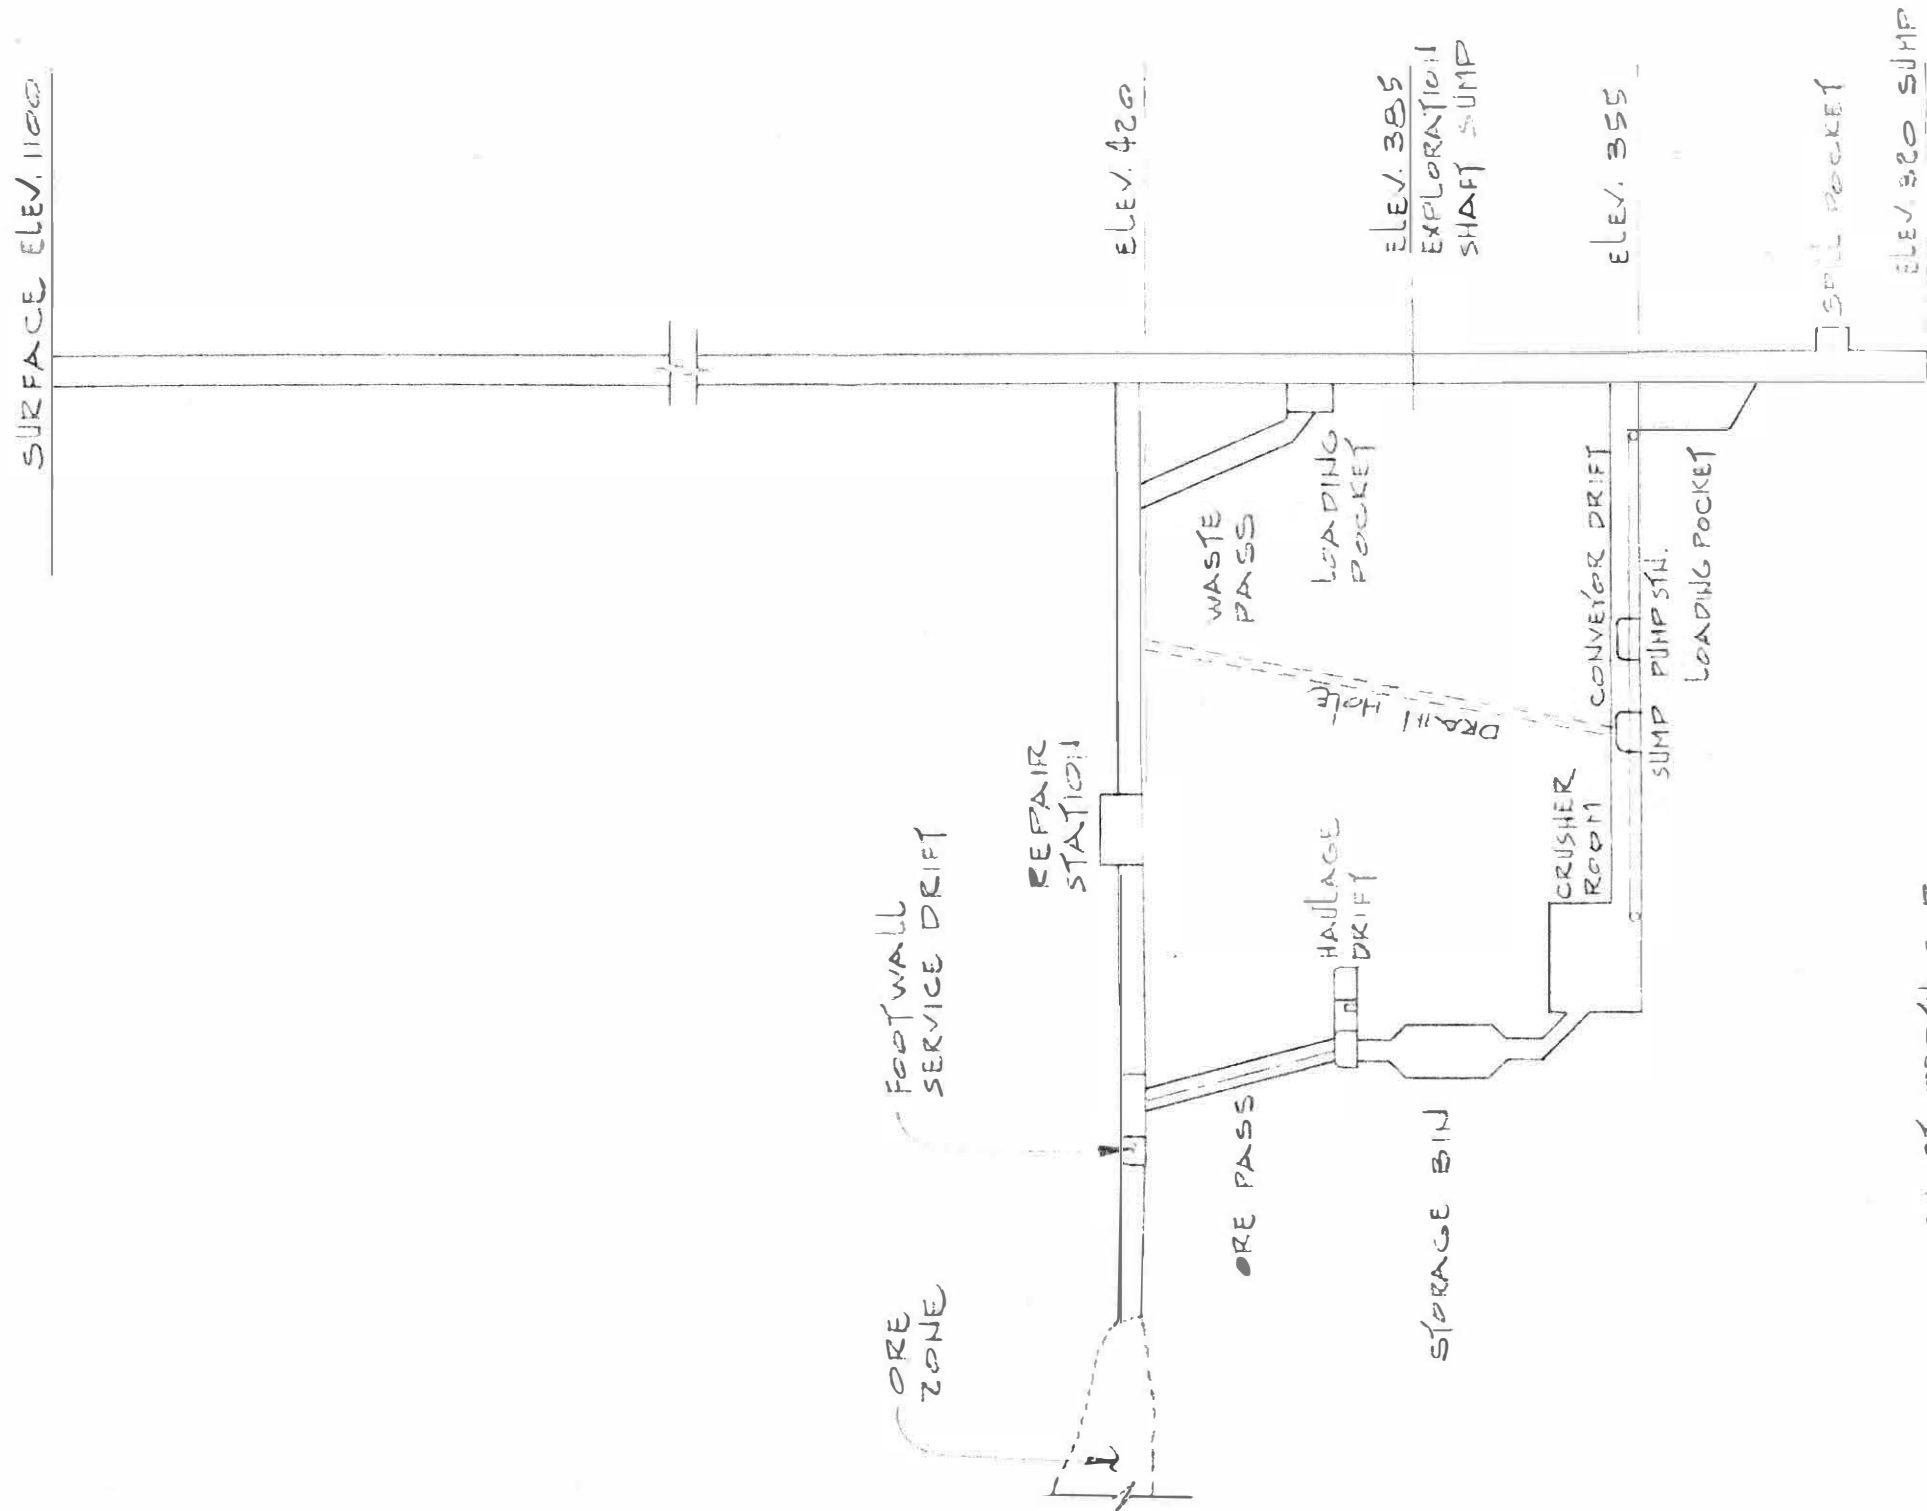 SURFACE ELEV. 1100
ELEV. 420
ELEV. 385
EXPLORATION
SHAFT SUMP
ELEV. 355
SPILL POCKET
ELEV. 320 SUMP
FOOTWALL
SERVICE DRIFT
REPAIR
STATION
ORE
ZONE
WASTE
PASS
LOADING
POCKET
DRAIN
HOLE
HAULAGE
DRIFT
ORE PASS
STORAGE BIN
CRUSHER
ROOM
CONVEYOR DRIFT
SUMP PUMP STN.
LOADING POCKET